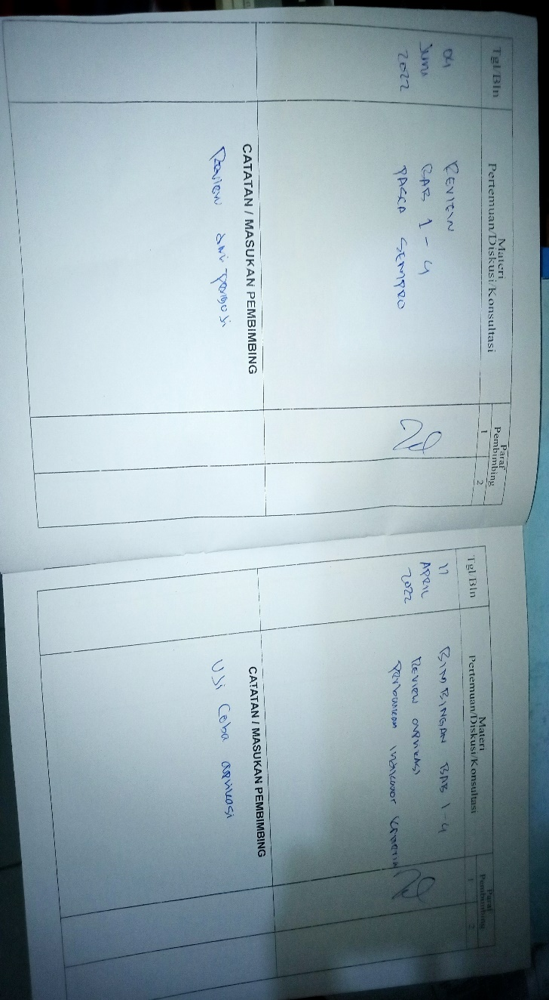 Tgl/Bln
Materi
Pertemuan/Diskusi/Konsultasi
Paraf
Pembimbing
1 2
04
Juni
2022
REVIEW
BAB 1-4
PASCA SEMPRO
CATATAN / MASUKAN PEMBIMBING
Review dari penguji
Tgl/Bln
Materi
Pertemuan/Diskusi/Konsultasi
Paraf
Pembimbing
1 2
11
APRIL
2022
BIMBINGAN BAB 1-4
REVIEW APLIKASI
Perbaikan indikator kriteria
CATATAN / MASUKAN PEMBIMBING
Uji Coba aplikasi